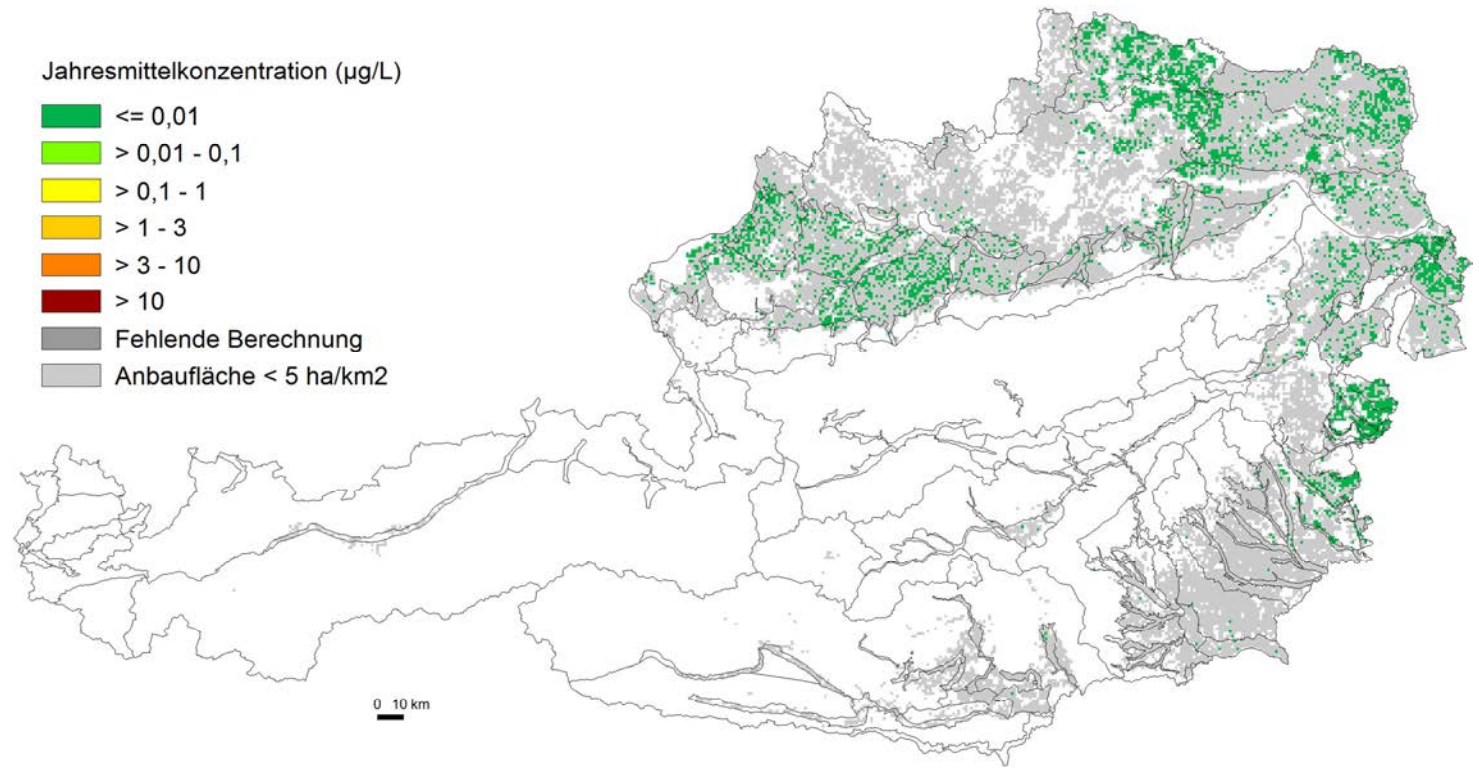 Jahresmittelkonzentration (µg/L)
<= 0,01
> 0,01 - 0,1
> 0,1 - 1
> 1 - 3
> 3 - 10
> 10
Fehlende Berechnung
Anbaufläche < 5 ha/km2
0 10 km